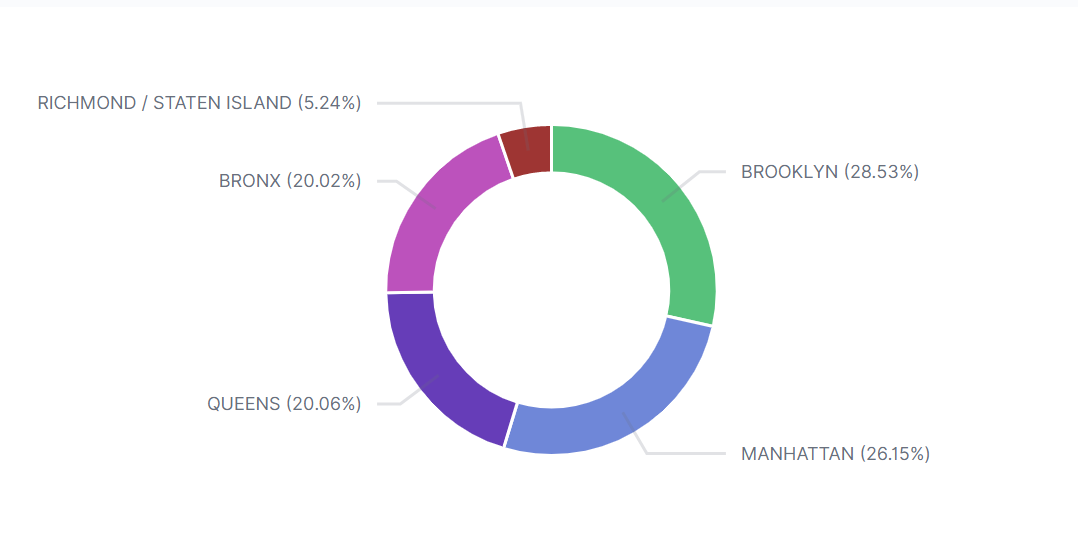 RICHMOND / STATEN ISLAND (5.24%)
BROOKLYN (28.53%)
BRONX (20.02%)
QUEENS (20.06%)
MANHATTAN (26.15%)